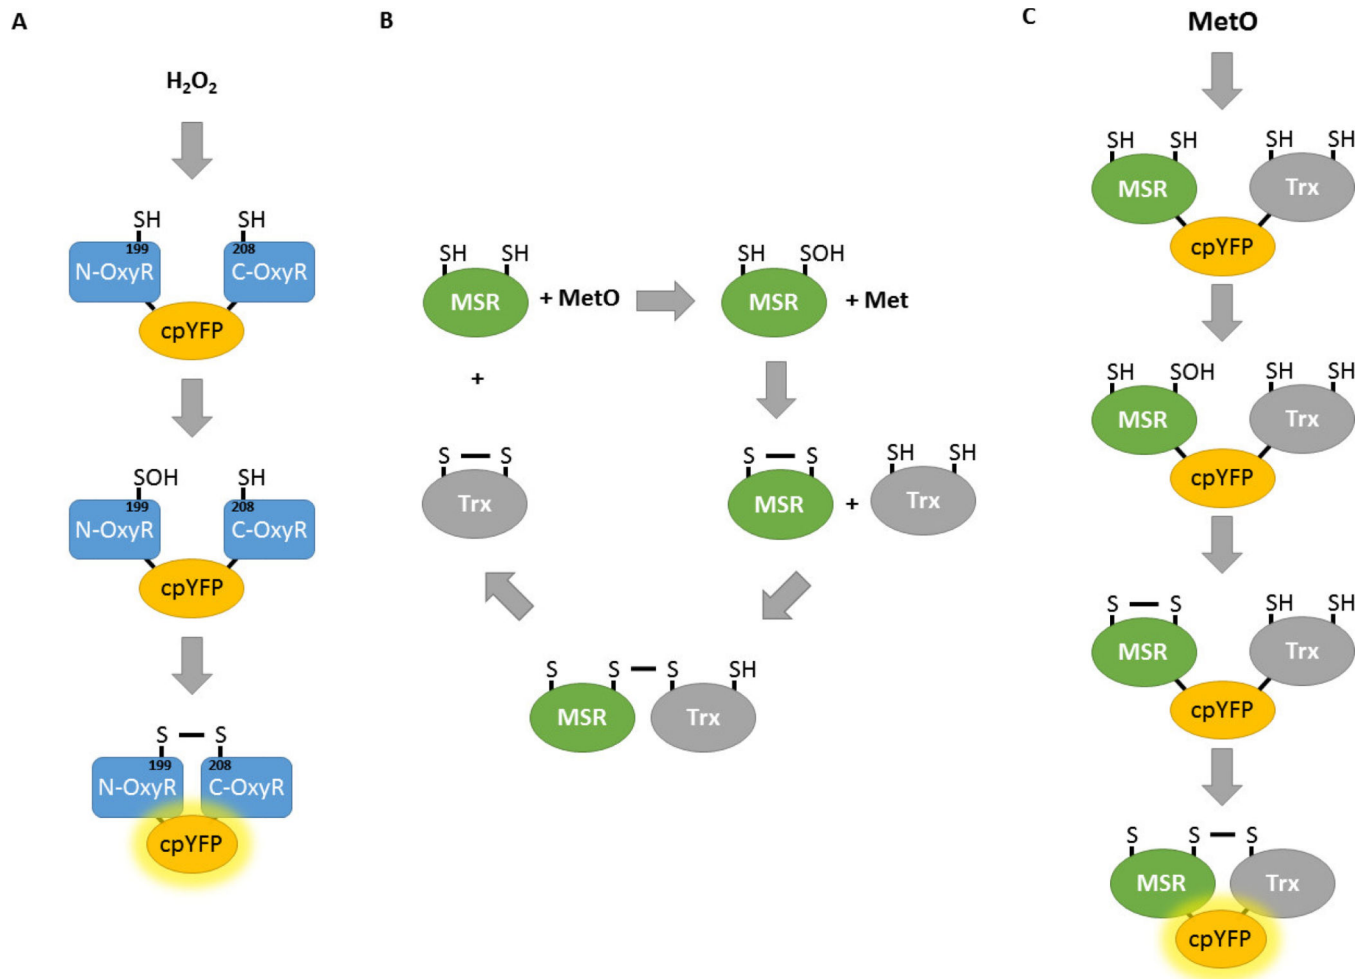 A
H₂O₂
SH SH
199 208
N-OxyR C-OxyR
cpYFP
SOH SH
199 208
N-OxyR C-OxyR
cpYFP
S — S
199 208
N-OxyR C-OxyR
cpYFP
B
SH SH
MSR + MetO
SH SOH
MSR + Met
+
S — S
Trx
S — S SH SH
MSR + Trx
S S — S SH
MSR Trx
C
MetO
SH SH SH SH
MSR Trx
cpYFP
SH SOH SH SH
MSR Trx
cpYFP
S — S SH SH
MSR Trx
cpYFP
S S — S
MSR Trx
cpYFP